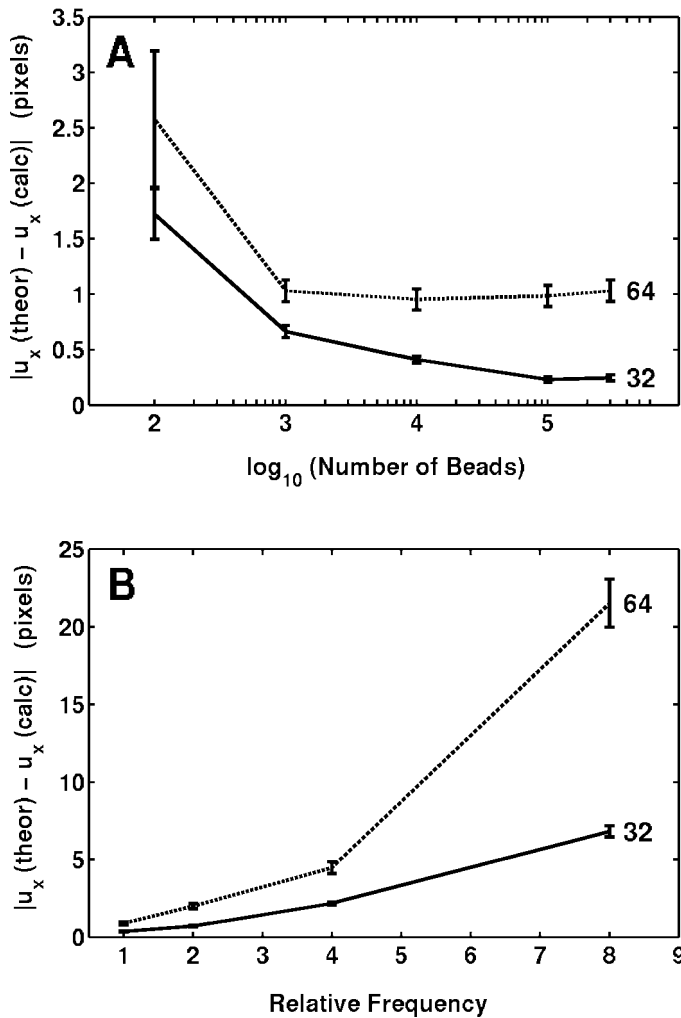 A
|u_x (theor) – u_x (calc)| (pixels)
3.5
3
2.5
2
1.5
1
0.5
0
64
32
2 3 4 5
log_10 (Number of Beads)
B
|u_x (theor) – u_x (calc)| (pixels)
25
20
15
10
5
0
64
32
1 2 3 4 5 6 7 8 9
Relative Frequency